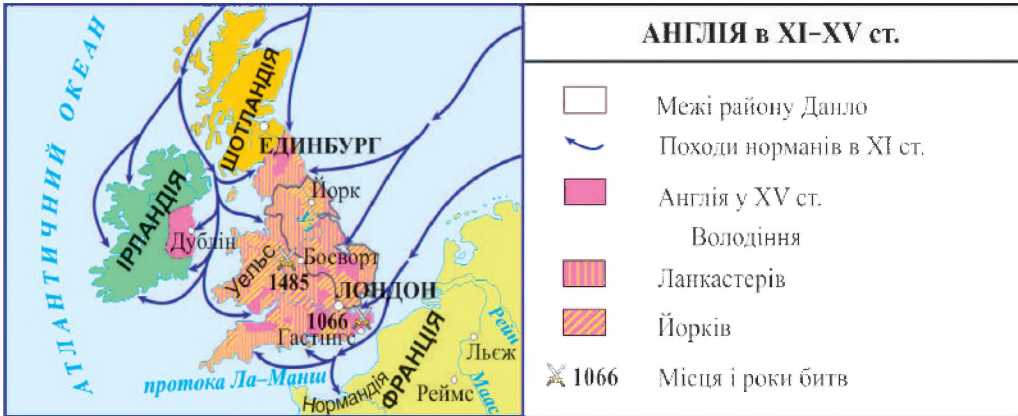 АТЛАНТИЧНИЙ ОКЕАН
ШОТЛАНДІЯ
ЕДИНБУРГ
ІРЛАНДІЯ
Дублін
Йорк
Уельс
Босворт
1485
ЛОНДОН
1066
Гастингс
протока Ла–Манш
Нормандія
ФРАНЦІЯ
Рейн
Льєж
Реймс
Маас
АНГЛІЯ в XI–XV ст.
Межі району Данло
Походи норманів в XI ст.
Англія у XV ст.
Володіння
Ланкастерів
Йорків
1066 Місця і роки битв